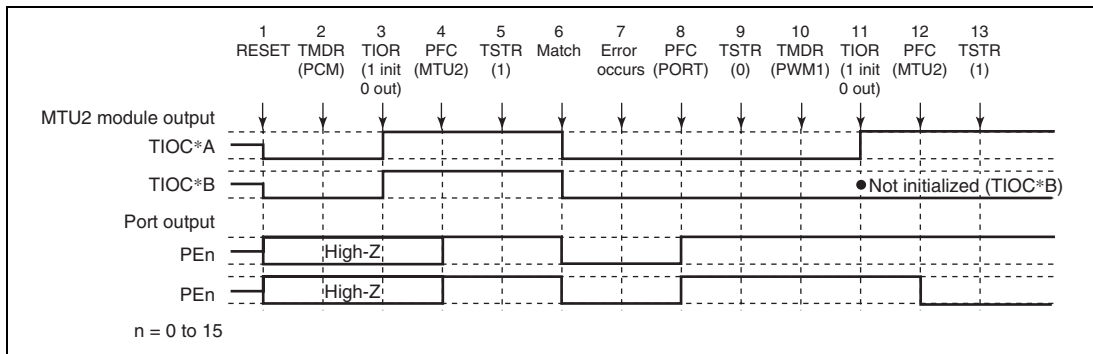 1 2 3 4 5 6 7 8 9 10 11 12 13
RESET TMDR TIOR PFC TSTR Match Error PFC TSTR TMDR TIOR PFC TSTR
(PCM) (1 init (MTU2) (1) occurs (PORT) (0) (PWM1) (1 init (MTU2) (1)
0 out) 0 out)
MTU2 module output
TIOC*A
TIOC*B
●Not initialized (TIOC*B)
Port output
PEn
High-Z
PEn
High-Z
n = 0 to 15